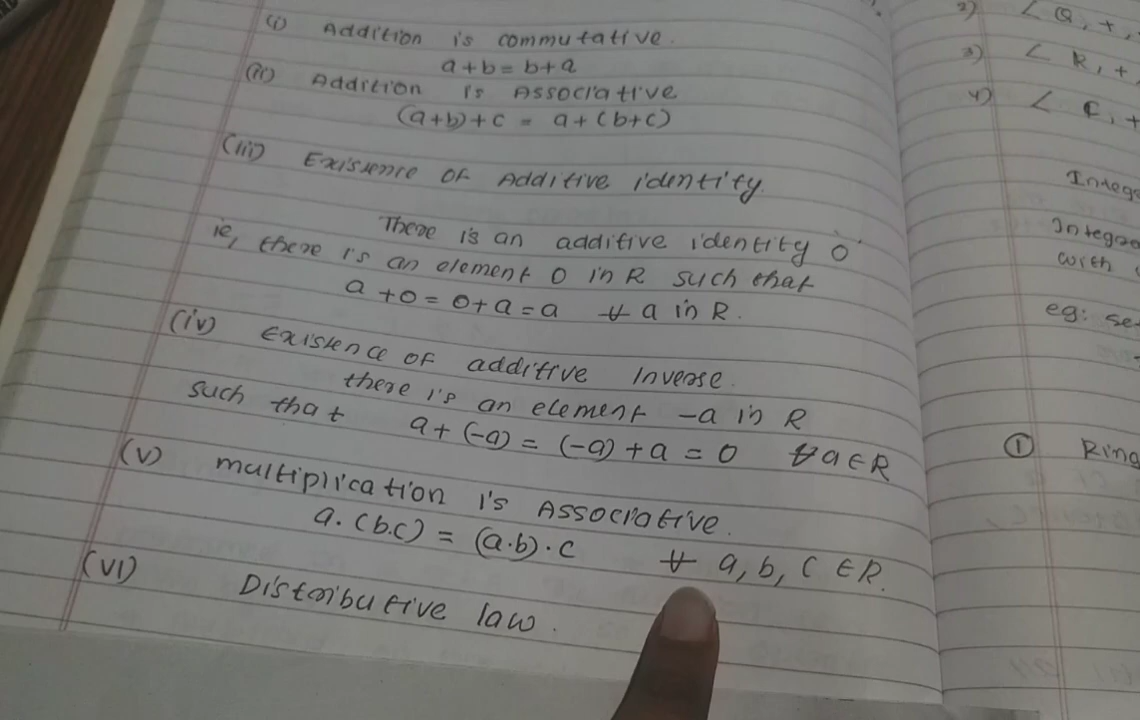 (i) Addition is commutative.
a+b = b+a
(ii) Addition is Associative
(a+b)+c = a+(b+c)
(iii) Existence of Additive identity.
There is an additive identity 0
ie, there is an element 0 in R such that
a+0 = 0+a = a ∀ a in R.
(iv) Existence of additive Inverse.
there is an element -a in R
such that a+(-a) = (-a)+a = 0 ∀ a∈R
(v) multiplication is Associative.
a.(b.c) = (a.b).c ∀ a, b, c ∈R.
(vi) Distributive law.
2) < Q, +,
3) < R, +,
4) < C, +
Integ
Integra
with
eg: se
① Ring